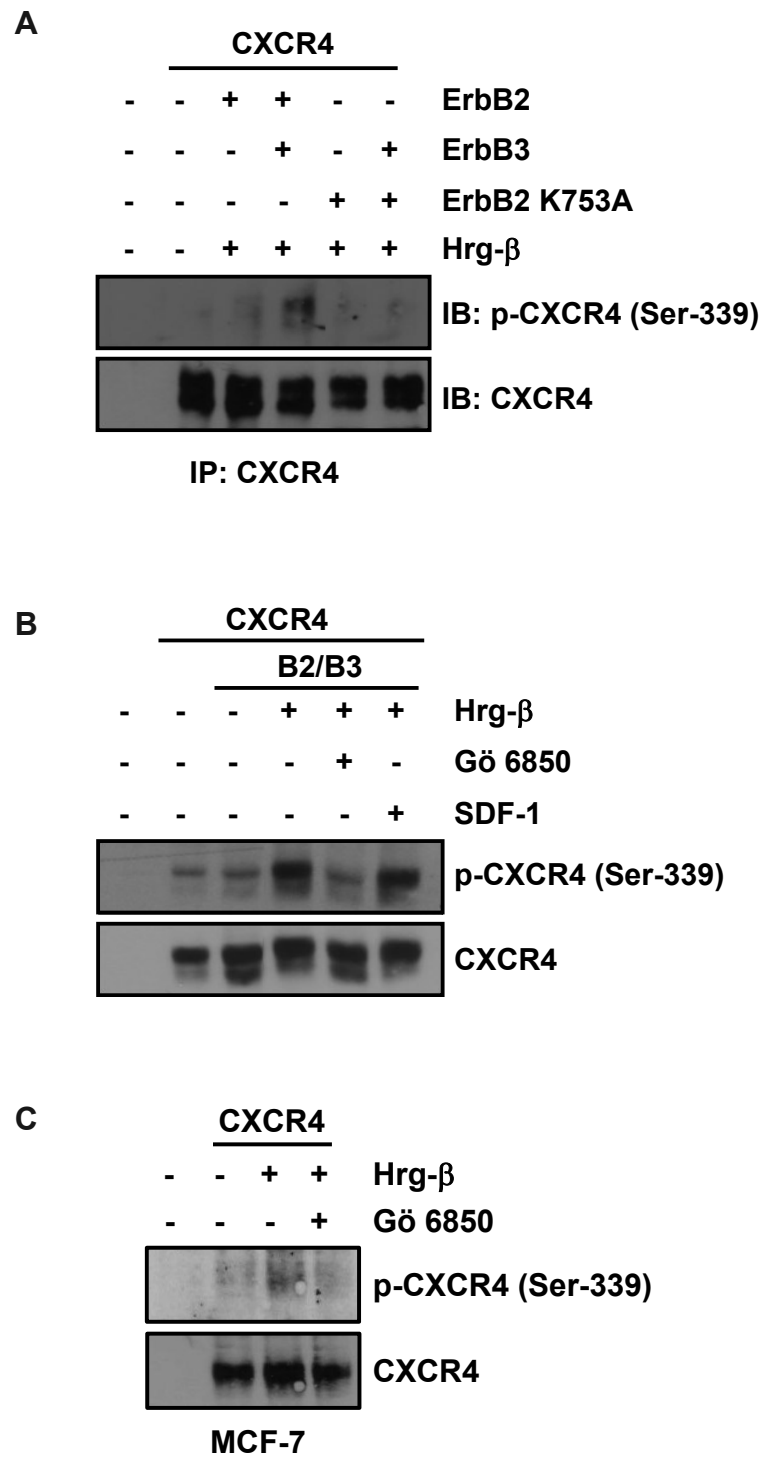 A
CXCR4
- - + + - - ErbB2
- - - + - + ErbB3
- - - - + + ErbB2 K753A
- - + + + + Hrg-β
IB: p-CXCR4 (Ser-339)
IB: CXCR4
IP: CXCR4
B
CXCR4
B2/B3
- - - + + + Hrg-β
- - - - + - Gö 6850
- - - - - + SDF-1
p-CXCR4 (Ser-339)
CXCR4
C
CXCR4
- - + + Hrg-β
- - - + Gö 6850
p-CXCR4 (Ser-339)
CXCR4
MCF-7